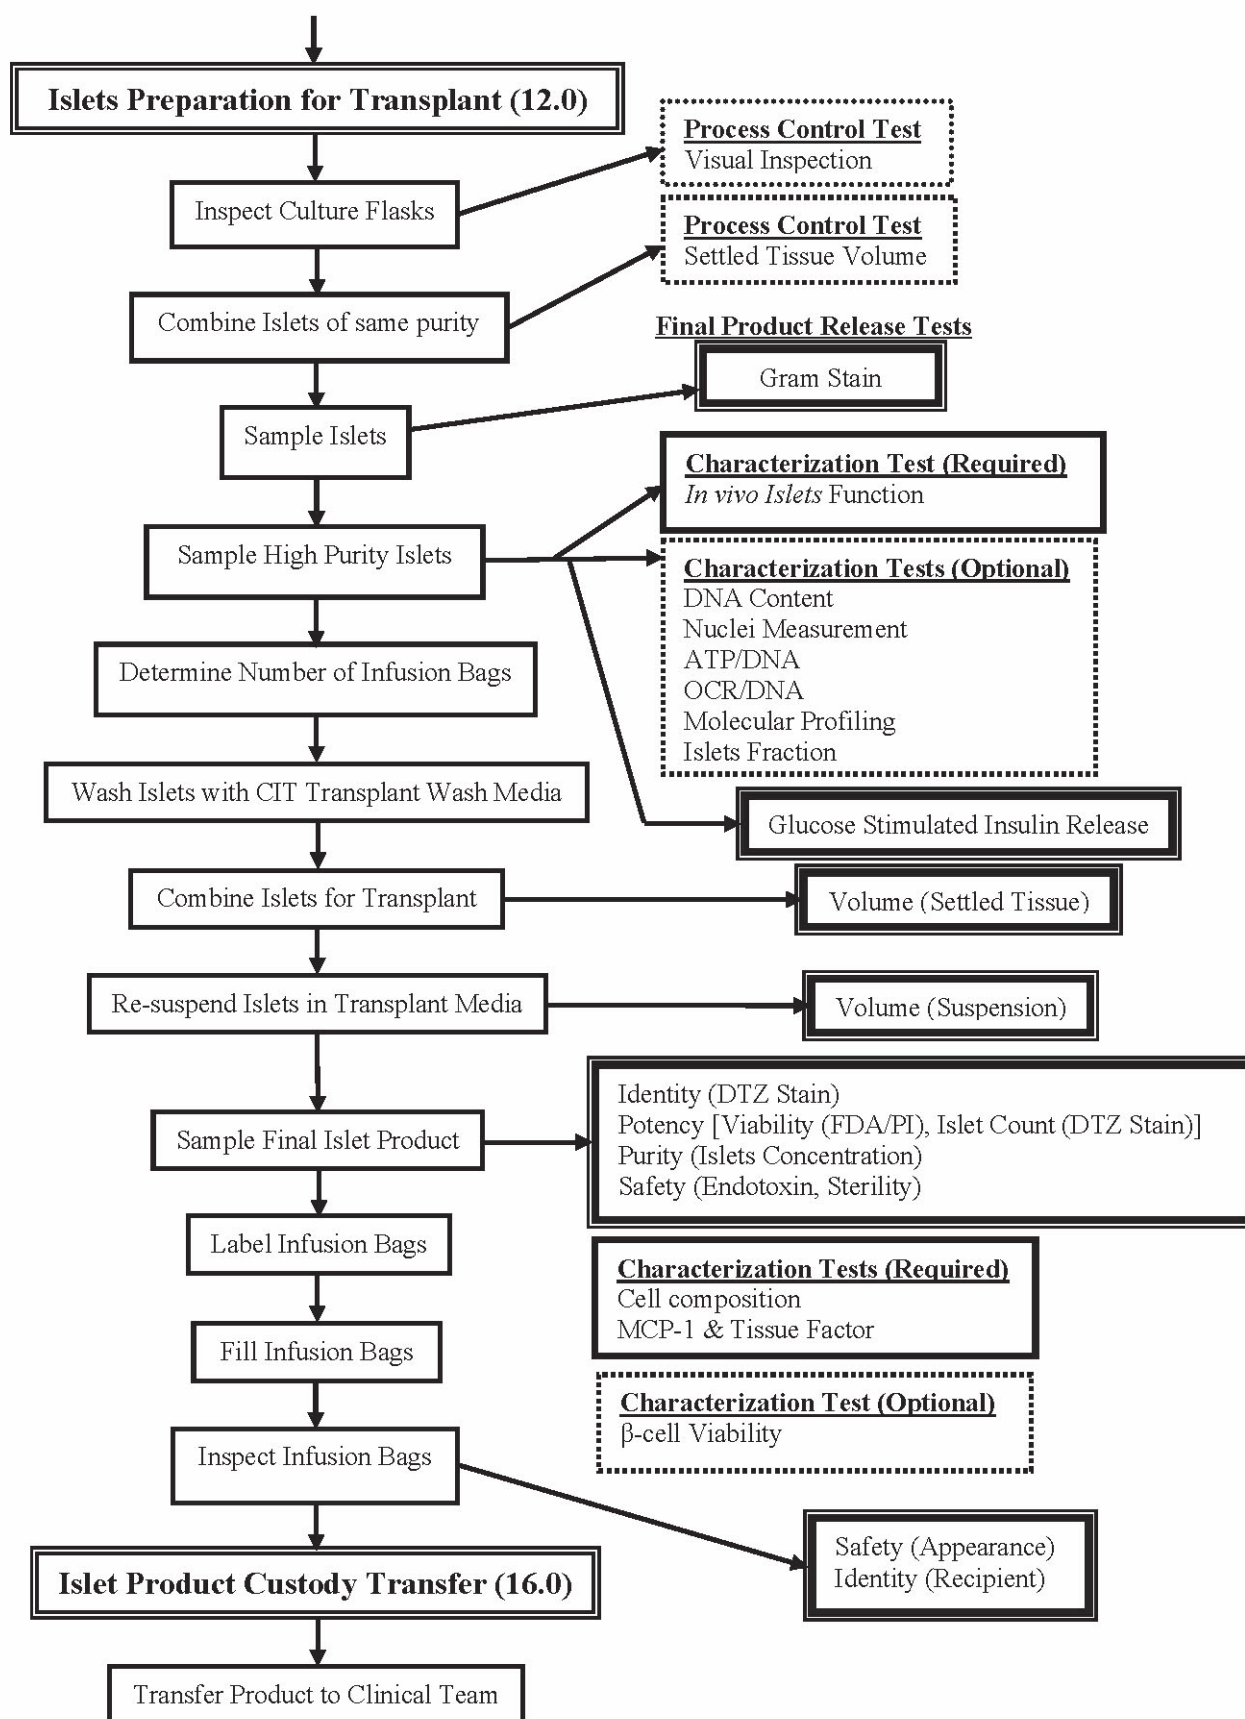 Islets Preparation for Transplant (12.0)
Process Control Test
Visual Inspection
Inspect Culture Flasks
Process Control Test
Settled Tissue Volume
Combine Islets of same purity
Final Product Release Tests
Gram Stain
Sample Islets
Characterization Test (Required)
In vivo Islets Function
Sample High Purity Islets
Characterization Tests (Optional)
DNA Content
Nuclei Measurement
ATP/DNA
OCR/DNA
Molecular Profiling
Islets Fraction
Determine Number of Infusion Bags
Wash Islets with CIT Transplant Wash Media
Glucose Stimulated Insulin Release
Combine Islets for Transplant
Volume (Settled Tissue)
Re-suspend Islets in Transplant Media
Volume (Suspension)
Sample Final Islet Product
Identity (DTZ Stain)
Potency [Viability (FDA/PI), Islet Count (DTZ Stain)]
Purity (Islets Concentration)
Safety (Endotoxin, Sterility)
Label Infusion Bags
Characterization Tests (Required)
Cell composition
MCP-1 & Tissue Factor
Fill Infusion Bags
Characterization Test (Optional)
β-cell Viability
Inspect Infusion Bags
Safety (Appearance)
Identity (Recipient)
Islet Product Custody Transfer (16.0)
Transfer Product to Clinical Team